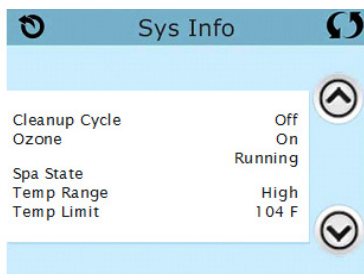 Sys Info
Cleanup Cycle Off
Ozone On
Running
Spa State
Temp Range High
Temp Limit 104 F